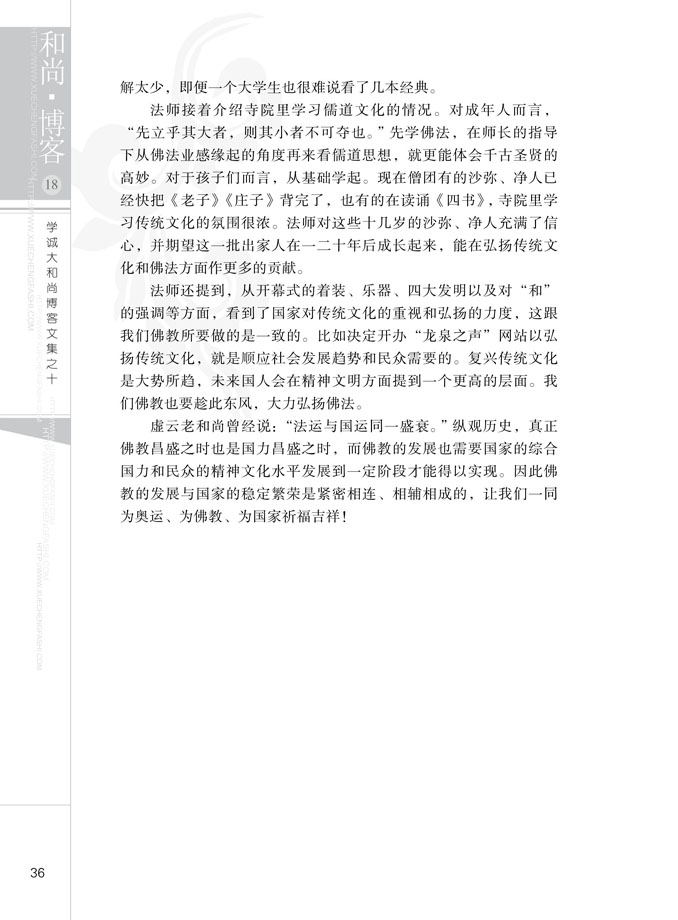 和尚·博客
18
学诚大和尚博客文集之十
HTTP://WWW.XUECHENGFASHI.COM
解太少，即便一个大学生也很难说看了几本经典。
法师接着介绍寺院里学习儒道文化的情况。对成年人而言，
“先立乎其大者，则其小者不可夺也。”先学佛法，在师长的指导
下从佛法业感缘起的角度再来看儒道思想，就更能体会千古圣贤的
高妙。对于孩子们而言，从基础学起。现在僧团有的沙弥、净人已
经快把《老子》《庄子》背完了，也有的在读诵《四书》，寺院里学
习传统文化的氛围很浓。法师对这些十几岁的沙弥、净人充满了信
心，并期望这一批出家人在一二十年后成长起来，能在弘扬传统文
化和佛法方面作更多的贡献。
法师还提到，从开幕式的着装、乐器、四大发明以及对“和”
的强调等方面，看到了国家对传统文化的重视和弘扬的力度，这跟
我们佛教所要做的是一致的。比如决定开办“龙泉之声”网站以弘
扬传统文化，就是顺应社会发展趋势和民众需要的。复兴传统文化
是大势所趋，未来国人会在精神文明方面提到一个更高的层面。我
们佛教也要趁此东风，大力弘扬佛法。
虚云老和尚曾经说：“法运与国运同一盛衰。”纵观历史，真正
佛教昌盛之时也是国力昌盛之时，而佛教的发展也需要国家的综合
国力和民众的精神文化水平发展到一定阶段才能得以实现。因此佛
教的发展与国家的稳定繁荣是紧密相连、相辅相成的，让我们一同
为奥运、为佛教、为国家祈福吉祥！
36